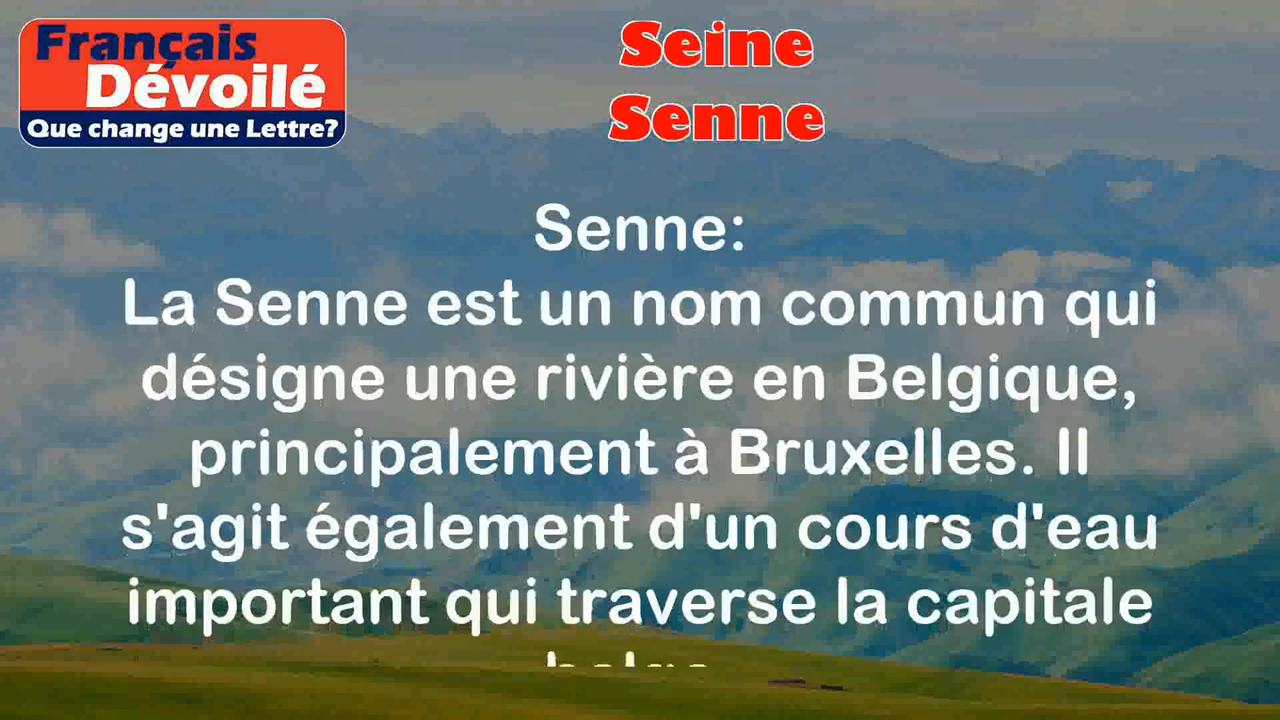 Français
Dévoilé
Que change une Lettre?
Seine
Senne
Senne:
La Senne est un nom commun qui
désigne une rivière en Belgique,
principalement à Bruxelles. Il
s'agit également d'un cours d'eau
important qui traverse la capitale